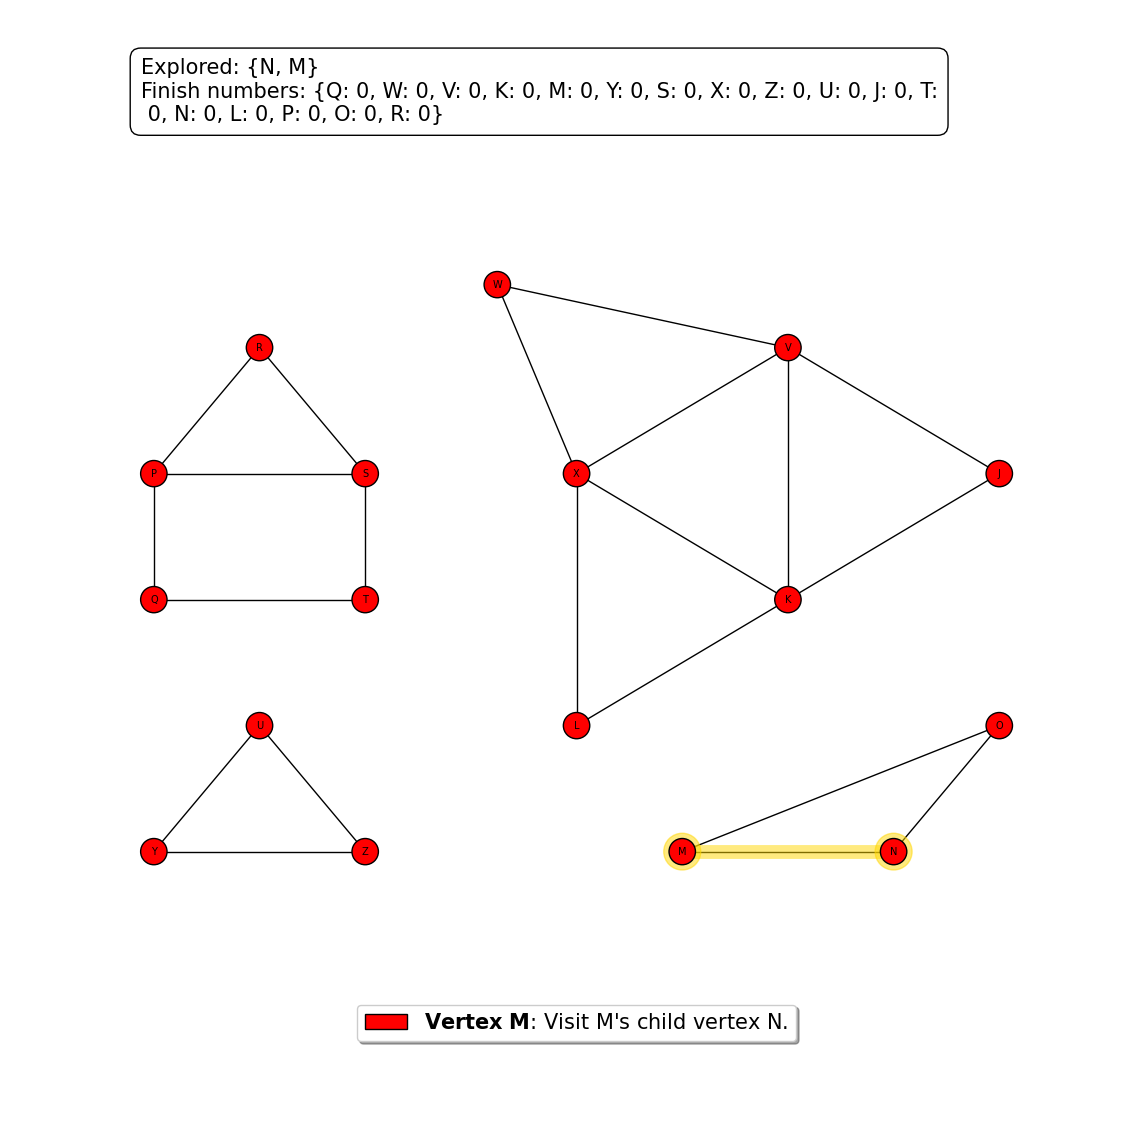 Explored: {N, M}
Finish numbers: {Q: 0, W: 0, V: 0, K: 0, M: 0, Y: 0, S: 0, X: 0, Z: 0, U: 0, J: 0, T:
0, N: 0, L: 0, P: 0, O: 0, R: 0}
W
R
V
P
S
X
J
Q
T
K
U
L
O
Y
Z
M
N
Vertex M: Visit M's child vertex N.